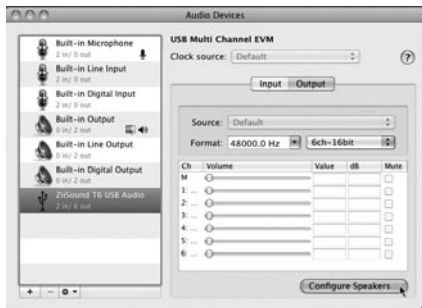 Audio Devices
Built-in Microphone
2 in/ 0 out
Built-in Line Input
2 in/ 0 out
Built-in Digital Input
2 in/ 0 out
Built-in Output
0 in/ 2 out
Built-in Line Output
0 in/ 2 out
Built-in Digital Output
0 in/ 2 out
ZiiSound T6 USB Audio
2 in/ 6 out
+ −
USB Multi Channel EVM
Clock source: Default
?
Input Output
Source: Default
Format: 48000.0 Hz 6ch-16bit
Ch Volume Value dB Mute
M
1: ...
2: ...
3: ...
4: ...
5: ...
6: ...
Configure Speakers...